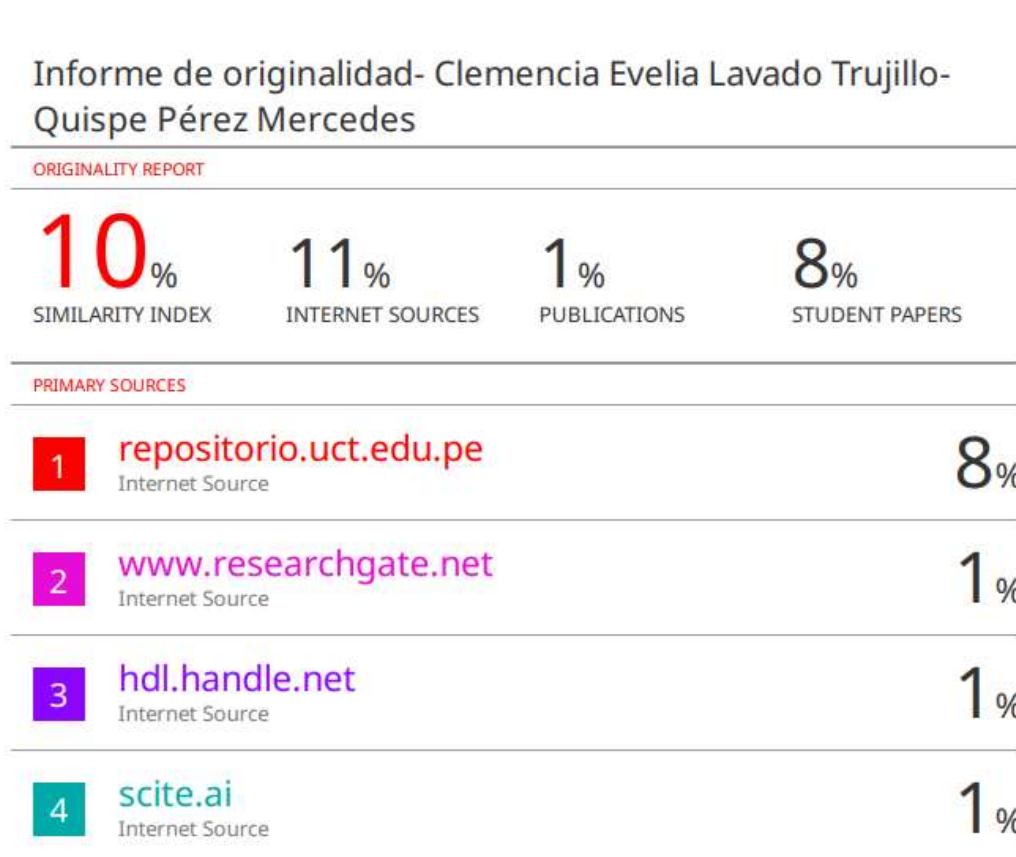 Informe de originalidad- Clemencia Evelia Lavado Trujillo-
Quispe Pérez Mercedes
ORIGINALITY REPORT
10% 11% 1% 8%
SIMILARITY INDEX INTERNET SOURCES PUBLICATIONS STUDENT PAPERS
PRIMARY SOURCES
1 repositorio.uct.edu.pe 8%
Internet Source
2 www.researchgate.net 1%
Internet Source
3 hdl.handle.net 1%
Internet Source
4 scite.ai 1%
Internet Source